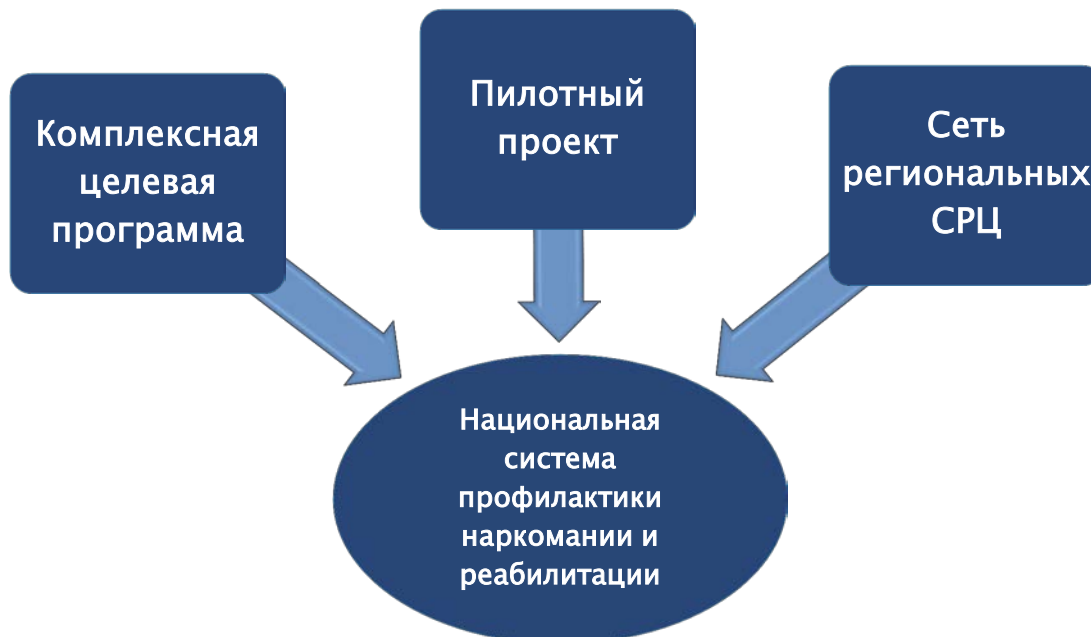 Комплексная
целевая
программа
Пилотный
проект
Сеть
региональных
СРЦ
Национальная
система
профилактики
наркомании и
реабилитации